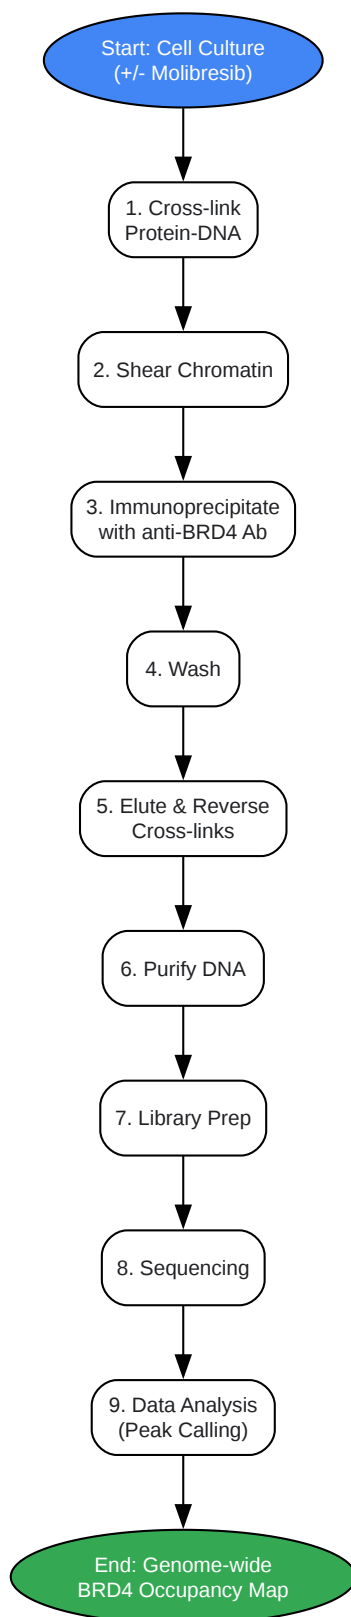 Start: Cell Culture
(+/- Molibresib)
1. Cross-link
Protein-DNA
2. Shear Chromatin
3. Immunoprecipitate
with anti-BRD4 Ab
4. Wash
5. Elute & Reverse
Cross-links
6. Purify DNA
7. Library Prep
8. Sequencing
9. Data Analysis
(Peak Calling)
End: Genome-wide
BRD4 Occupancy Map